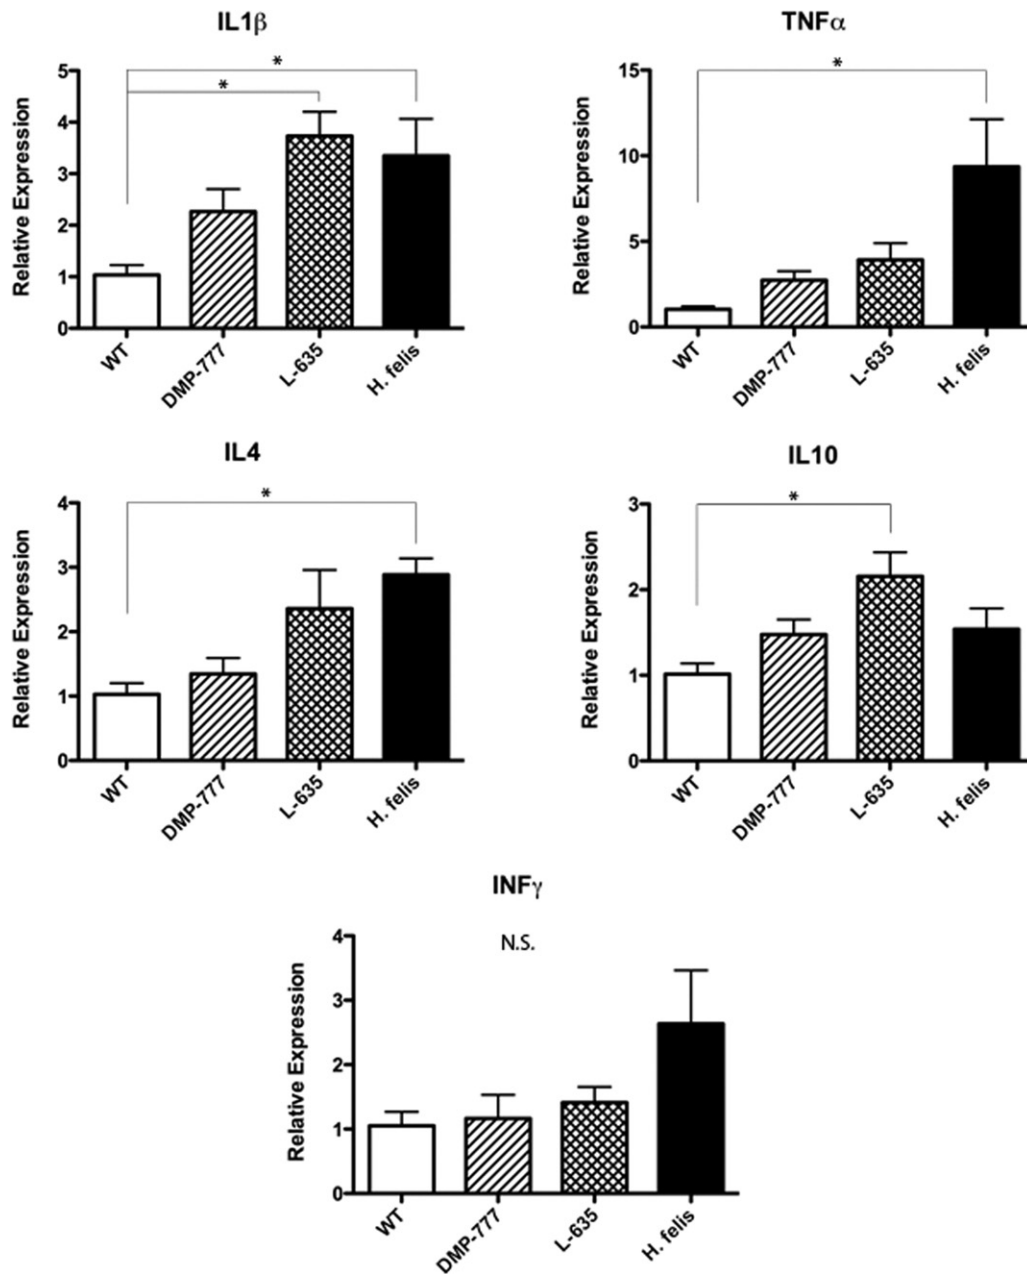 IL1β
Relative Expression
5
4
3
2
1
0
*
*
WT
DMP-777
L-635
H. felis
TNFα
Relative Expression
15
10
5
0
*
WT
DMP-777
L-635
H. felis
IL4
Relative Expression
4
3
2
1
0
*
WT
DMP-777
L-635
H. felis
IL10
Relative Expression
3
2
1
0
*
WT
DMP-777
L-635
H. felis
INFγ
N.S.
Relative Expression
4
3
2
1
0
WT
DMP-777
L-635
H. felis